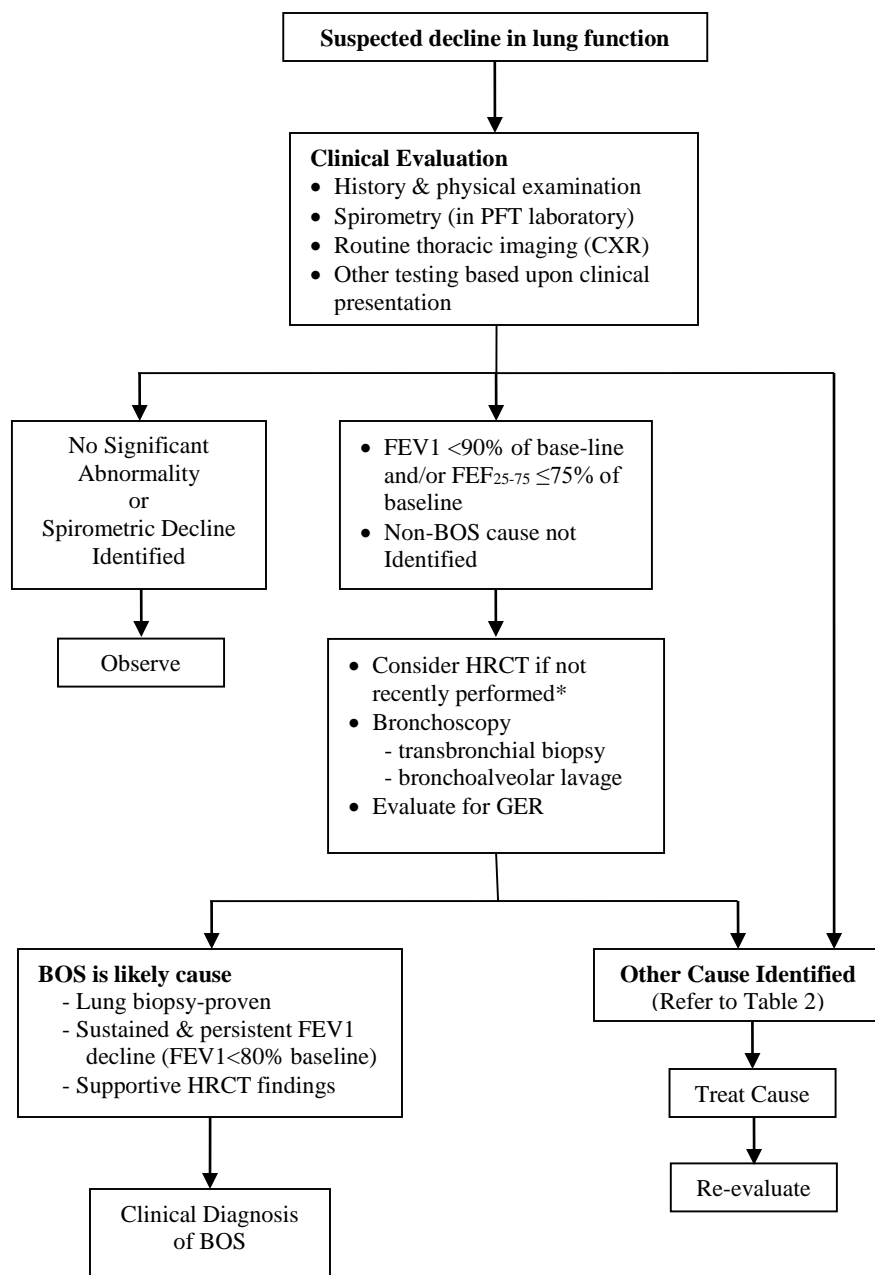 Suspected decline in lung function
Clinical Evaluation
• History & physical examination
• Spirometry (in PFT laboratory)
• Routine thoracic imaging (CXR)
• Other testing based upon clinical
presentation
No Significant
Abnormality
or
Spirometric Decline
Identified
• FEV1 <90% of base-line
and/or FEF25-75 ≤75% of
baseline
• Non-BOS cause not
Identified
Observe
• Consider HRCT if not
recently performed*
• Bronchoscopy
- transbronchial biopsy
- bronchoalveolar lavage
• Evaluate for GER
BOS is likely cause
- Lung biopsy-proven
- Sustained & persistent FEV1
decline (FEV1<80% baseline)
- Supportive HRCT findings
Other Cause Identified
(Refer to Table 2)
Treat Cause
Re-evaluate
Clinical Diagnosis
of BOS